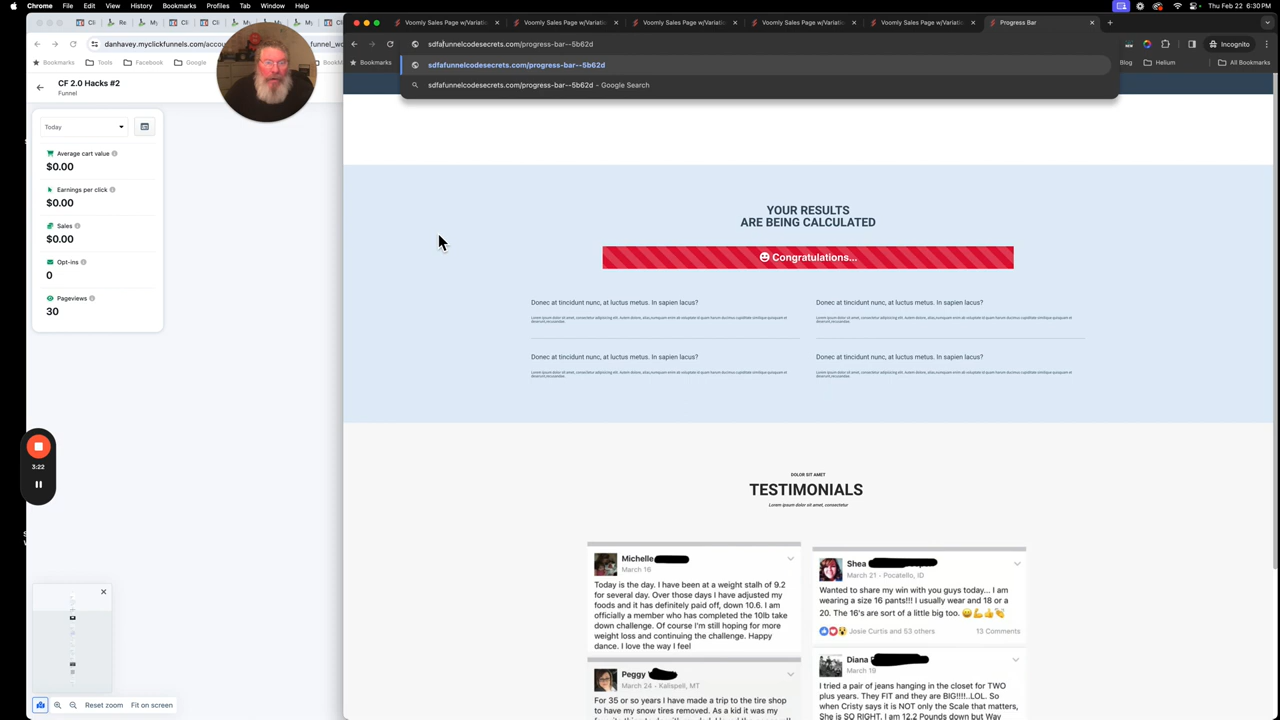 Chrome File Edit View History Bookmarks Profiles Tab Window Help
Thu Feb 22 6:30 PM
Voomly Sales Page w/Variatio
Voomly Sales Page w/Variatio
Voomly Sales Page w/Variatio
Voomly Sales Page w/Variatio
Voomly Sales Page w/Variatio
Progress Bar
danhavey.myclickfunnels.com/accou
funnel_wo
sdfafunnelcodesecrets.com/progress-bar--5b62d
Incognito
Bookmarks Tools Facebook Google
Bookmarks
sdfafunnelcodesecrets.com/progress-bar--5b62d
Blog Helium All Bookmarks
sdfafunnelcodesecrets.com/progress-bar--5b62d - Google Search
CF 2.0 Hacks #2
Funnel
Today
Average cart value
$0.00
Earnings per click
$0.00
Sales
$0.00
Opt-ins
0
Pageviews
30
3:22
Reset zoom Fit on screen
YOUR RESULTS
ARE BEING CALCULATED
Congratulations...
Donec at tincidunt nunc, at luctus metus. In sapien lacus?
Donec at tincidunt nunc, at luctus metus. In sapien lacus?
Donec at tincidunt nunc, at luctus metus. In sapien lacus?
Donec at tincidunt nunc, at luctus metus. In sapien lacus?
DOLOR SIT AMET
TESTIMONIALS
Lorem ipsum dolor sit amet, consectetur
Michelle
March 16
Today is the day. I have been at a weight stalh of 9.2
for several day. Over those days I have adjusted my
foods and it has definitely paid off, down 10.6. I am
officially a member who has completed the 10lb take
down challenge. Of course I'm still hoping for more
weight loss and continuing the challenge. Happy
dance. I love the way I feel
Peggy
March 24 - Kalispell, MT
For 35 or so years I have made a trip to the tire shop
to have my snow tires removed. As a kid it was my
Shea
March 21 - Pocatello, ID
Wanted to share my win with you guys today... I am
wearing a size 16 pants!!! I usually wear and 18 or a
20. The 16's are sort of a little big too. 😀💪👍👏
Josie Curtis and 53 others 13 Comments
Diana
March 19
I tried a pair of jeans hanging in the closet for TWO
plus years. They FIT and they are BIG!!!!..LOL. So
when Cristy says it is NOT only the Scale that matters,
She is SO RIGHT. I am 12.2 Pounds down but Way